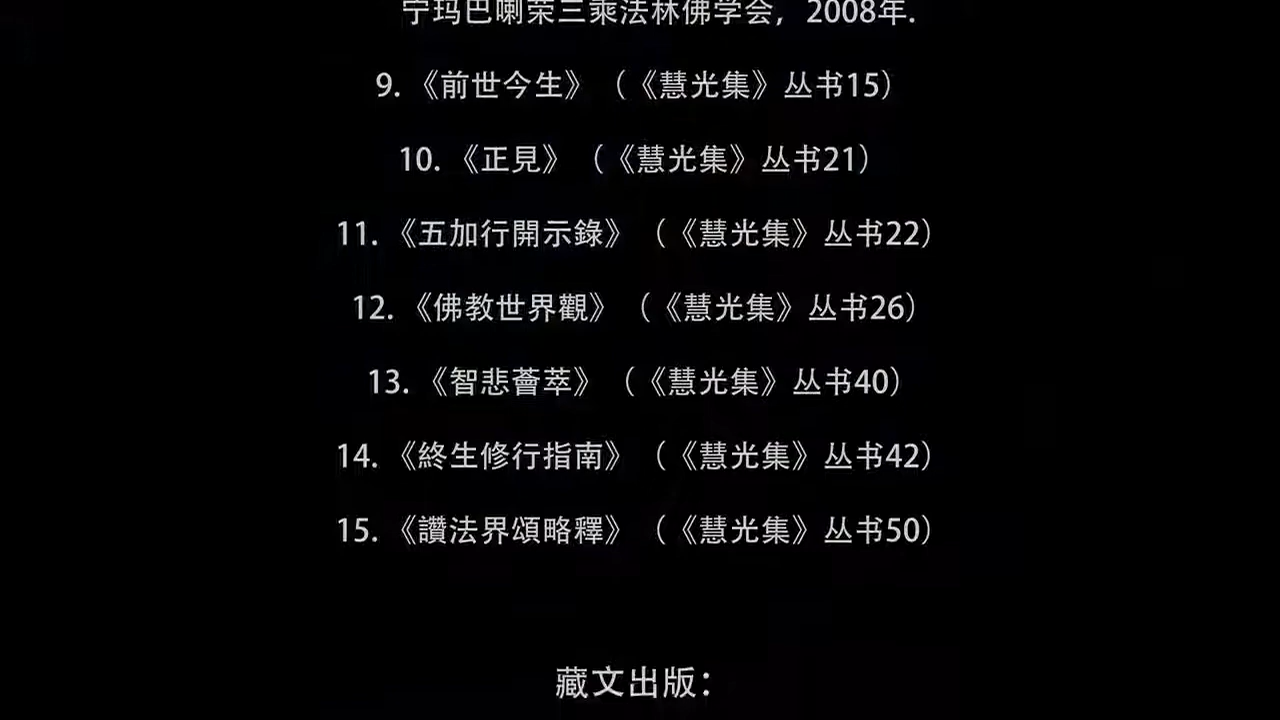 宁玛巴喇荣三乘法林佛学会，2008年.
9. 《前世今生》（《慧光集》丛书15）
10. 《正見》（《慧光集》丛书21）
11. 《五加行開示錄》（《慧光集》丛书22）
12. 《佛教世界觀》（《慧光集》丛书26）
13. 《智悲薈萃》（《慧光集》丛书40）
14. 《終生修行指南》（《慧光集》丛书42）
15. 《讚法界頌略釋》（《慧光集》丛书50）
藏文出版：